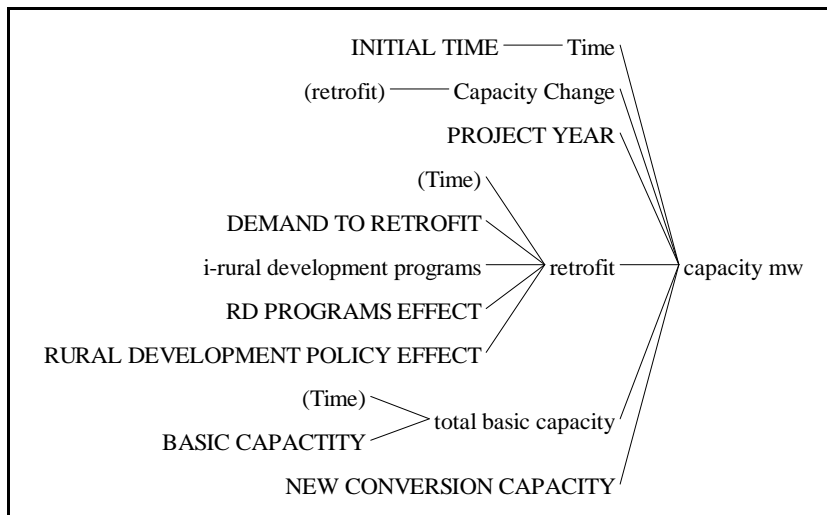 INITIAL TIME Time
(retrofit) Capacity Change
PROJECT YEAR
(Time)
DEMAND TO RETROFIT
i-rural development programs retrofit capacity mw
RD PROGRAMS EFFECT
RURAL DEVELOPMENT POLICY EFFECT
(Time)
total basic capacity
BASIC CAPACTITY
NEW CONVERSION CAPACITY